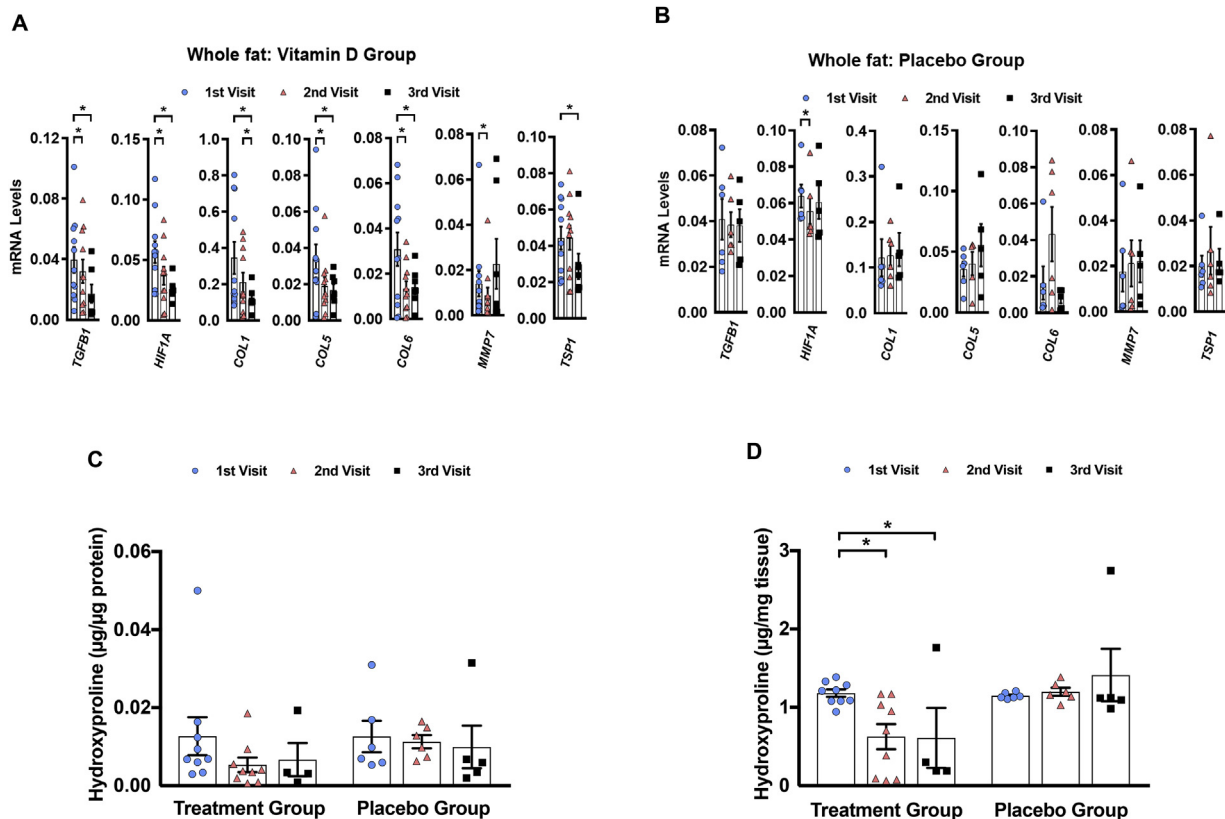 A
Whole fat: Vitamin D Group
1st Visit 2nd Visit 3rd Visit
* * * * * * * * * * * *
mRNA Levels
0.12 0.08 0.04 0.00
TGFB1
0.15 0.10 0.05 0.00
HIF1A
1.0 0.8 0.6 0.4 0.2 0.0
COL1
0.10 0.08 0.06 0.04 0.02 0.00
COL5
0.08 0.06 0.04 0.02 0.00
COL6
0.08 0.06 0.04 0.02 0.00
MMP7
0.10 0.08 0.06 0.04 0.02 0.00
TSP1
B
Whole fat: Placebo Group
1st Visit 2nd Visit 3rd Visit
*
mRNA Levels
0.08 0.06 0.04 0.02 0.00
TGFB1
0.10 0.08 0.06 0.04 0.02 0.00
HIF1A
0.4 0.3 0.2 0.1 0.0
COL1
0.15 0.10 0.05 0.00
COL5
0.10 0.08 0.06 0.04 0.02 0.00
COL6
0.08 0.06 0.04 0.02 0.00
MMP7
0.08 0.06 0.04 0.02 0.00
TSP1
C
1st Visit 2nd Visit 3rd Visit
Hydroxyproline (µg/µg protein)
0.06
0.04
0.02
0.00
Treatment Group Placebo Group
D
1st Visit 2nd Visit 3rd Visit
* *
Hydroxyproline (µg/mg tissue)
3
2
1
0
Treatment Group Placebo Group